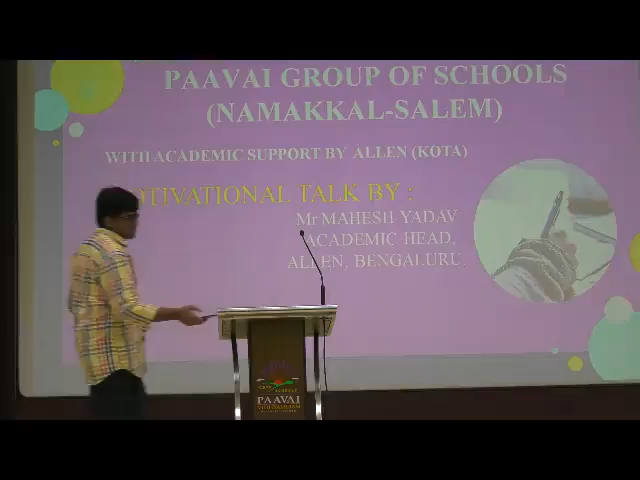 PAAVAI GROUP OF SCHOOLS
(NAMAKKAL-SALEM)
WITH ACADEMIC SUPPORT BY ALLEN (KOTA)
OTIVATIONAL TALK BY :
Mr MAHESH YADAV
ACADEMIC HEAD,
ALLEN, BENGALURU.
PAAVAI